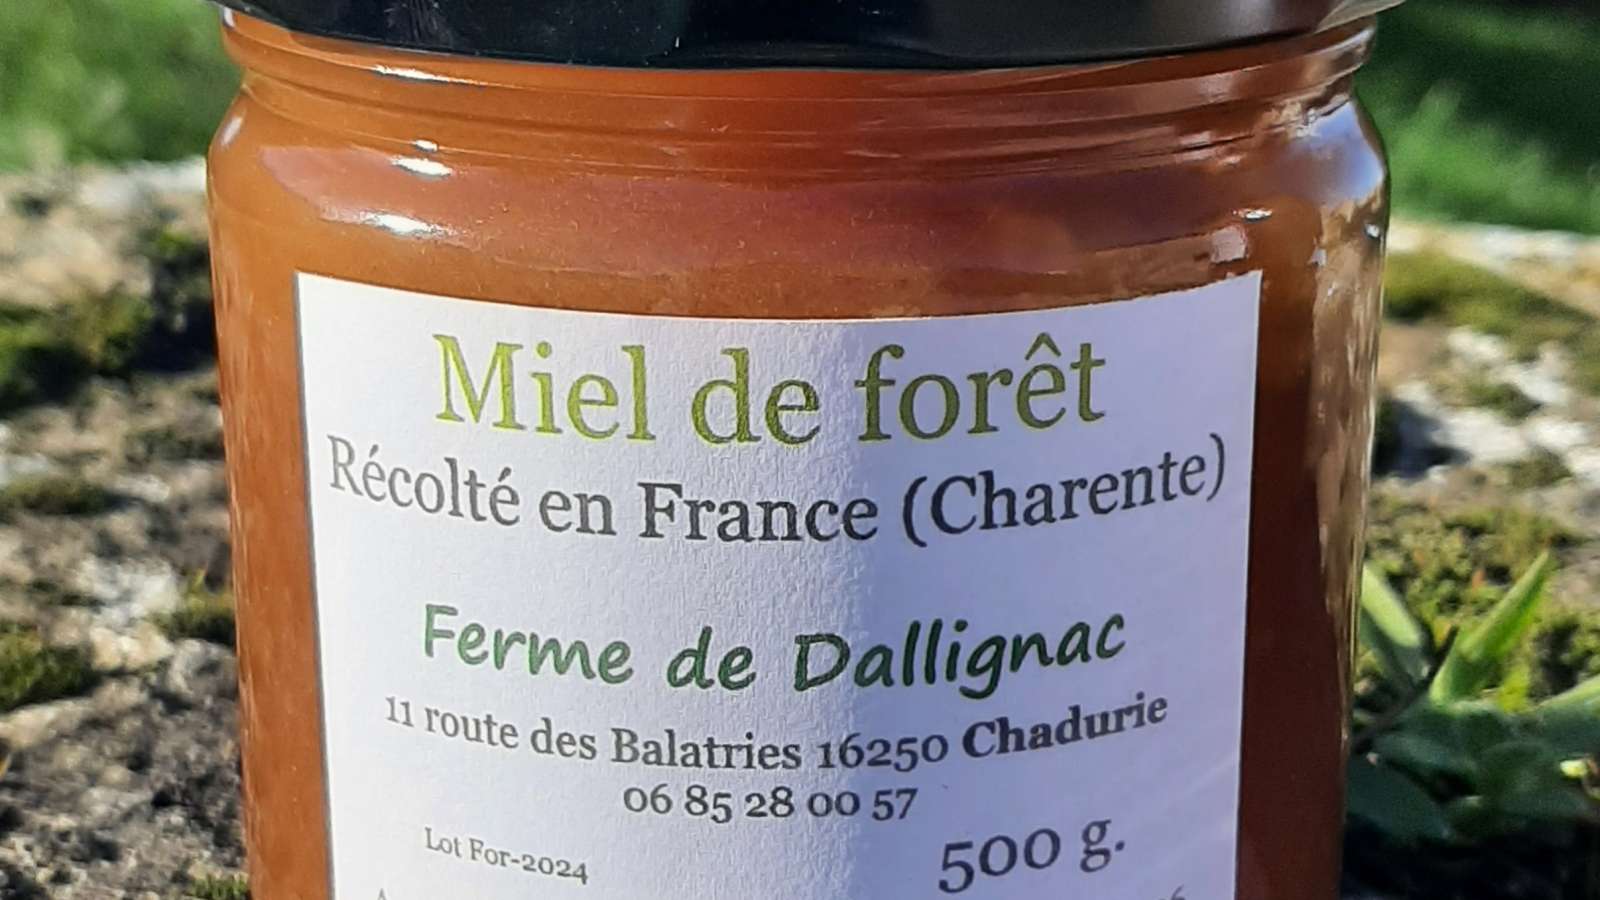 Miel de forêt
Récolté en France (Charente)
Ferme de Dallignac
11 route des Balatries 16250 Chadurie
06 85 28 00 57
Lot For-2024
500 g.